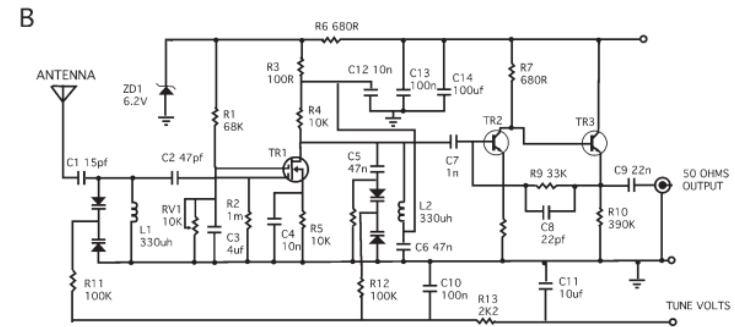 B
R6 680R
ANTENNA
ZD1
6.2V
R3
100R
C12 10n
C13
100n
C14
100uf
R7
680R
R1
68K
R4
10K
TR1
TR2
TR3
C1 15pf
C2 47pf
C5
47n
C7
1n
R9 33K
C9 22n
50 OHMS
OUTPUT
RV1
10K
R2
1m
L1
330uh
C3
4uf
C4
10n
R5
10K
L2
330uh
C6 47n
C8
22pf
R10
390K
R11
100K
R12
100K
C10
100n
R13
2K2
C11
10uf
TUNE VOLTS